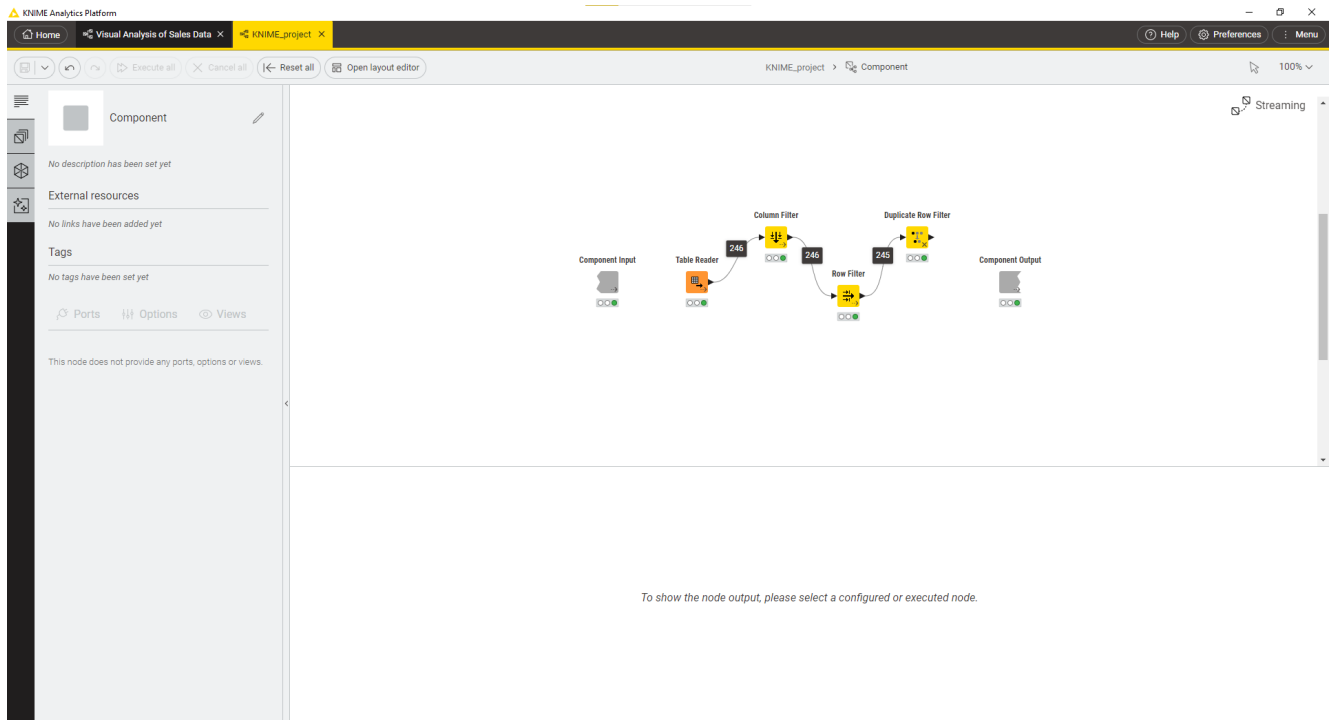 KNIME Analytics Platform
Home
Visual Analysis of Sales Data
KNIME_project
Help
Preferences
Menu
Execute all
Cancel all
Reset all
Open layout editor
KNIME_project > Component
100%
Component
No description has been set yet
External resources
No links have been added yet
Tags
No tags have been set yet
Ports
Options
Views
This node does not provide any ports, options or views.
Streaming
Column Filter
Duplicate Row Filter
246
246
245
Component Input
Table Reader
Row Filter
Component Output
To show the node output, please select a configured or executed node.